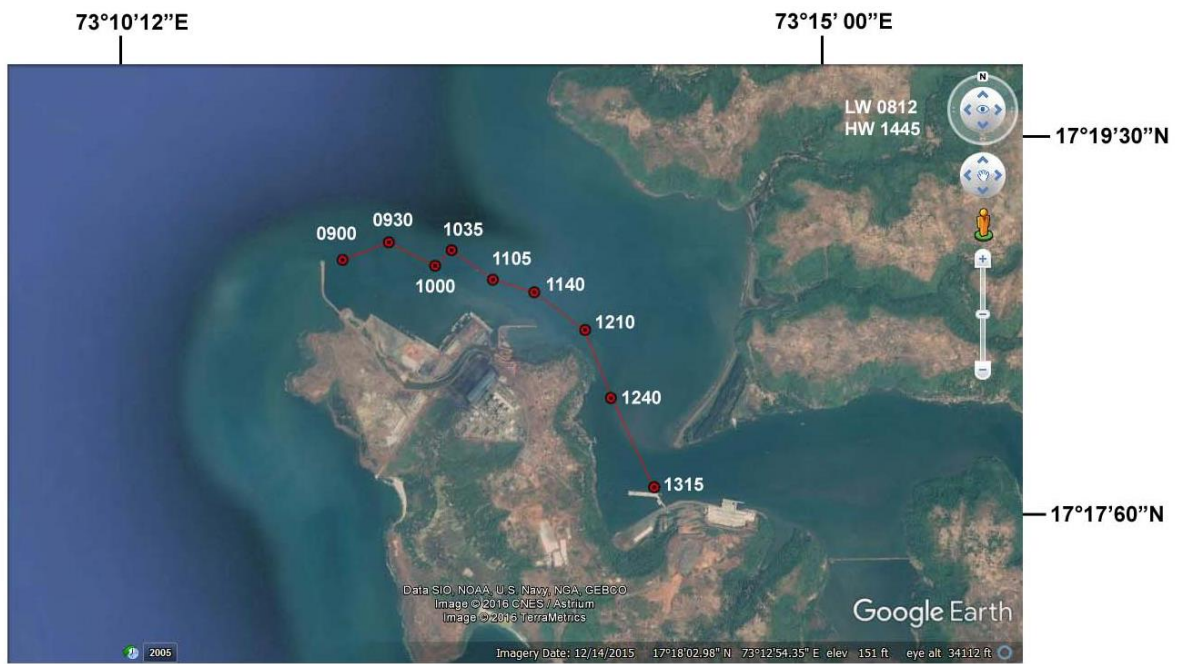 73°10'12”E
73°15' 00”E
N
LW 0812
HW 1445
17°19'30”N
0930
0900
1035
1105
1000
1140
1210
1240
1315
17°17'60”N
Data SIO, NOAA, U.S. Navy, NGA, GEBCO
Image © 2016 CNES / Astrium
Image © 2016 TerraMetrics
Google Earth
2005
Imagery Date: 12/14/2015 17°18'02.98" N 73°12'54.35" E elev 151 ft eye alt 34112 ft